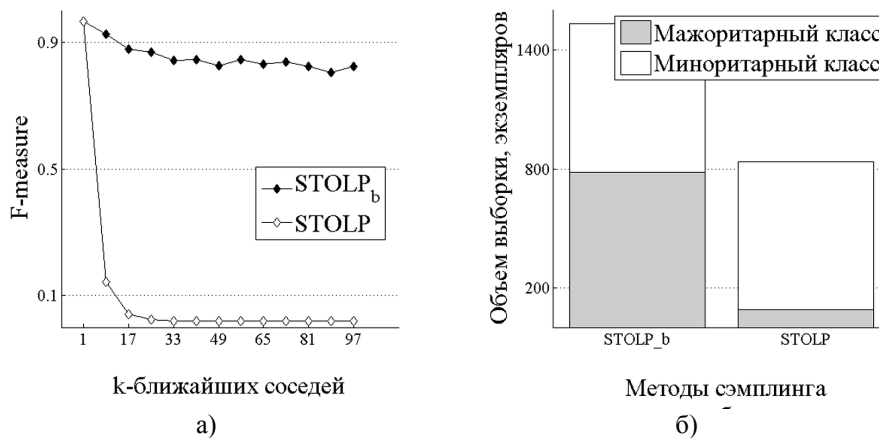 F-measure
0.9
0.5
0.1
STOLP_b
STOLP
1 17 33 49 65 81 97
k-ближайших соседей
а)
Объем выборки, экземпляров
1400
800
200
Мажоритарный класс
Миноритарный класс
STOLP_b STOLP
Методы сэмплинга
б)